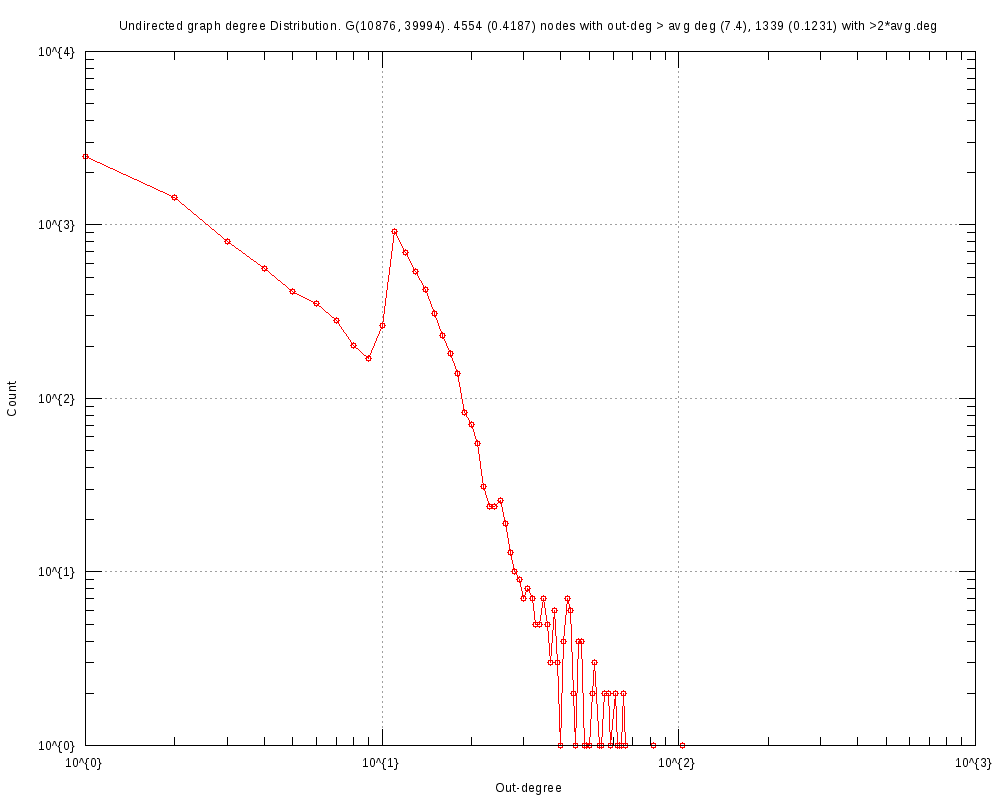 Undirected graph degree Distribution. G(10876, 39994). 4554 (0.4187) nodes with out-deg > avg deg (7.4), 1339 (0.1231) with >2*avg.deg
10^{4}
10^{3}
10^{2}
10^{1}
10^{0}
Count
10^{0} 10^{1} 10^{2} 10^{3}
Out-degree